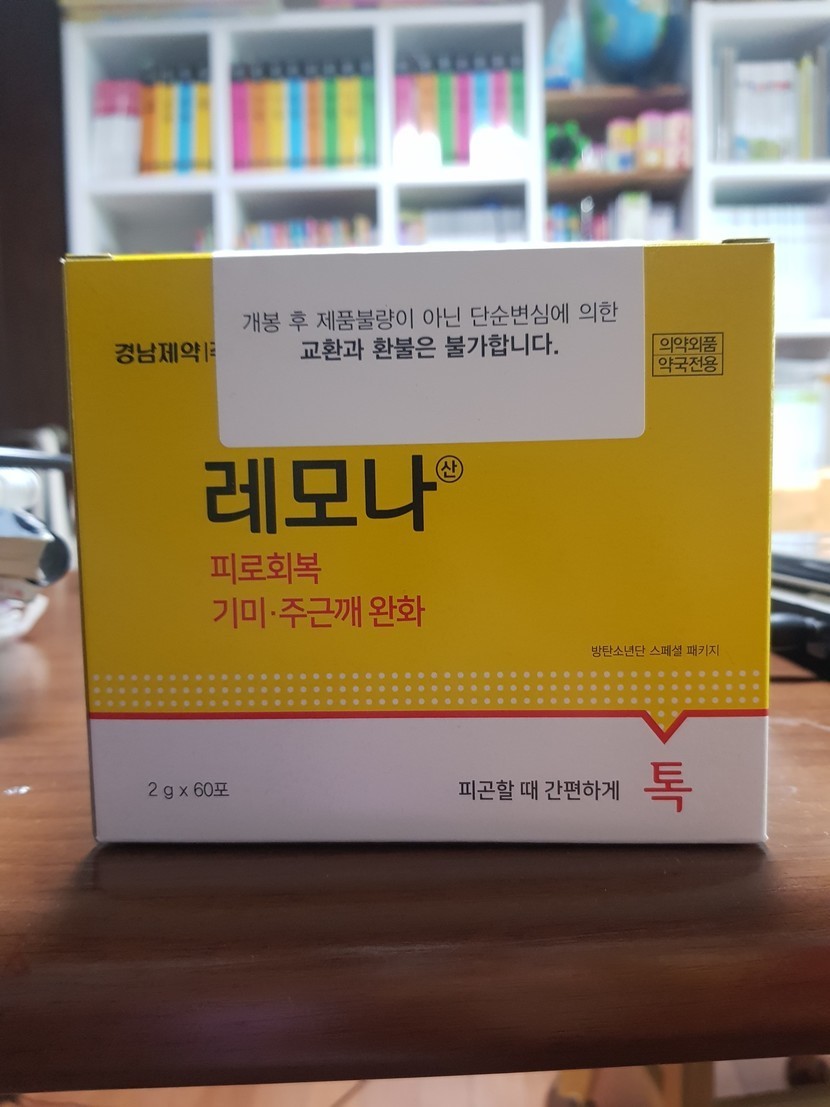 개봉 후 제품불량이 아닌 단순변심에 의한
교환과 환불은 불가합니다.
경남제약
의약외품
약국전용
레모나산
피로회복
기미·주근깨 완화
방탄소년단 스페셜 패키지
2 g x 60포
피곤할 때 간편하게 톡